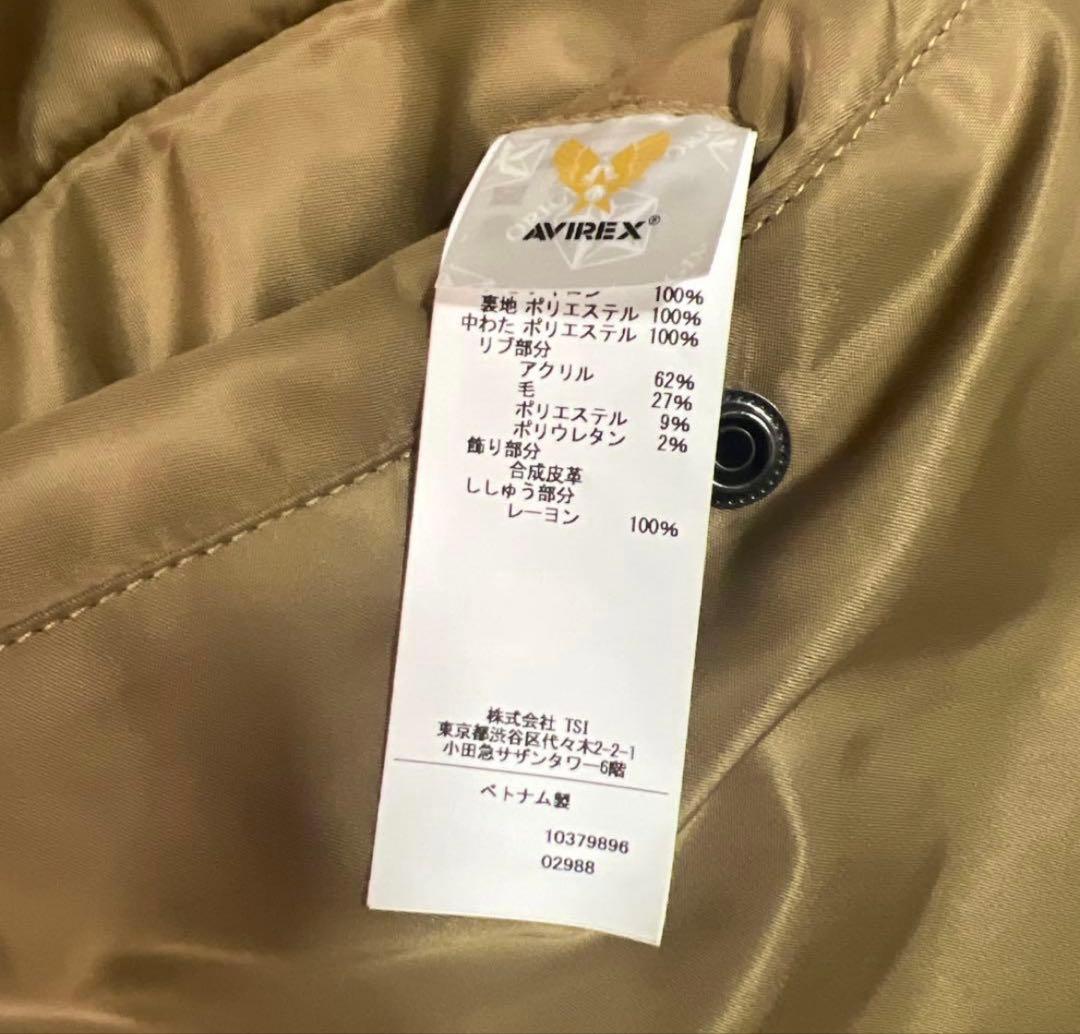 AVIREX®
100%
裏地 ポリエステル 100%
中わた ポリエステル 100%
リブ部分
アクリル 62%
毛 27%
ポリエステル 9%
ポリウレタン 2%
飾り部分
合成皮革
ししゅう部分
レーヨン 100%
株式会社 TSI
東京都渋谷区代々木2-2-1
小田急サザンタワー6階
ベトナム製
10379896
02988